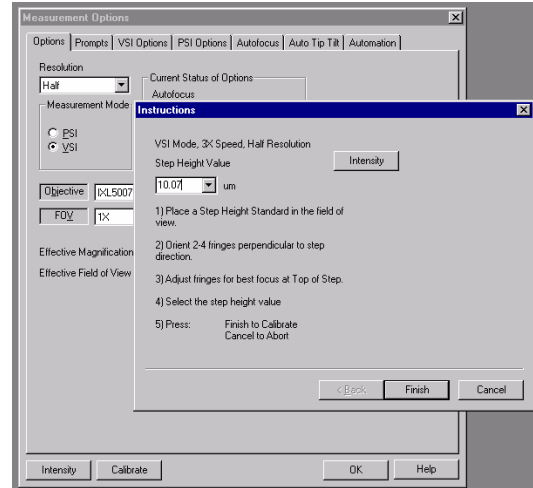 Measurement Options
Options Prompts VSI Options PSI Options Autofocus Auto Tip Tilt Automation
Resolution
Half
Current Status of Options
Autofocus
Measurement Mode
PSI
VSI
Objective IXL5007
FOV 1X
Effective Magnification
Effective Field of View
Instructions
VSI Mode, 3X Speed, Half Resolution
Step Height Value
Intensity
10.07 um
1) Place a Step Height Standard in the field of
view.
2) Orient 2-4 fringes perpendicular to step
direction.
3) Adjust fringes for best focus at Top of Step.
4) Select the step height value
5) Press: Finish to Calibrate
Cancel to Abort
< Back Finish Cancel
Intensity Calibrate OK Help